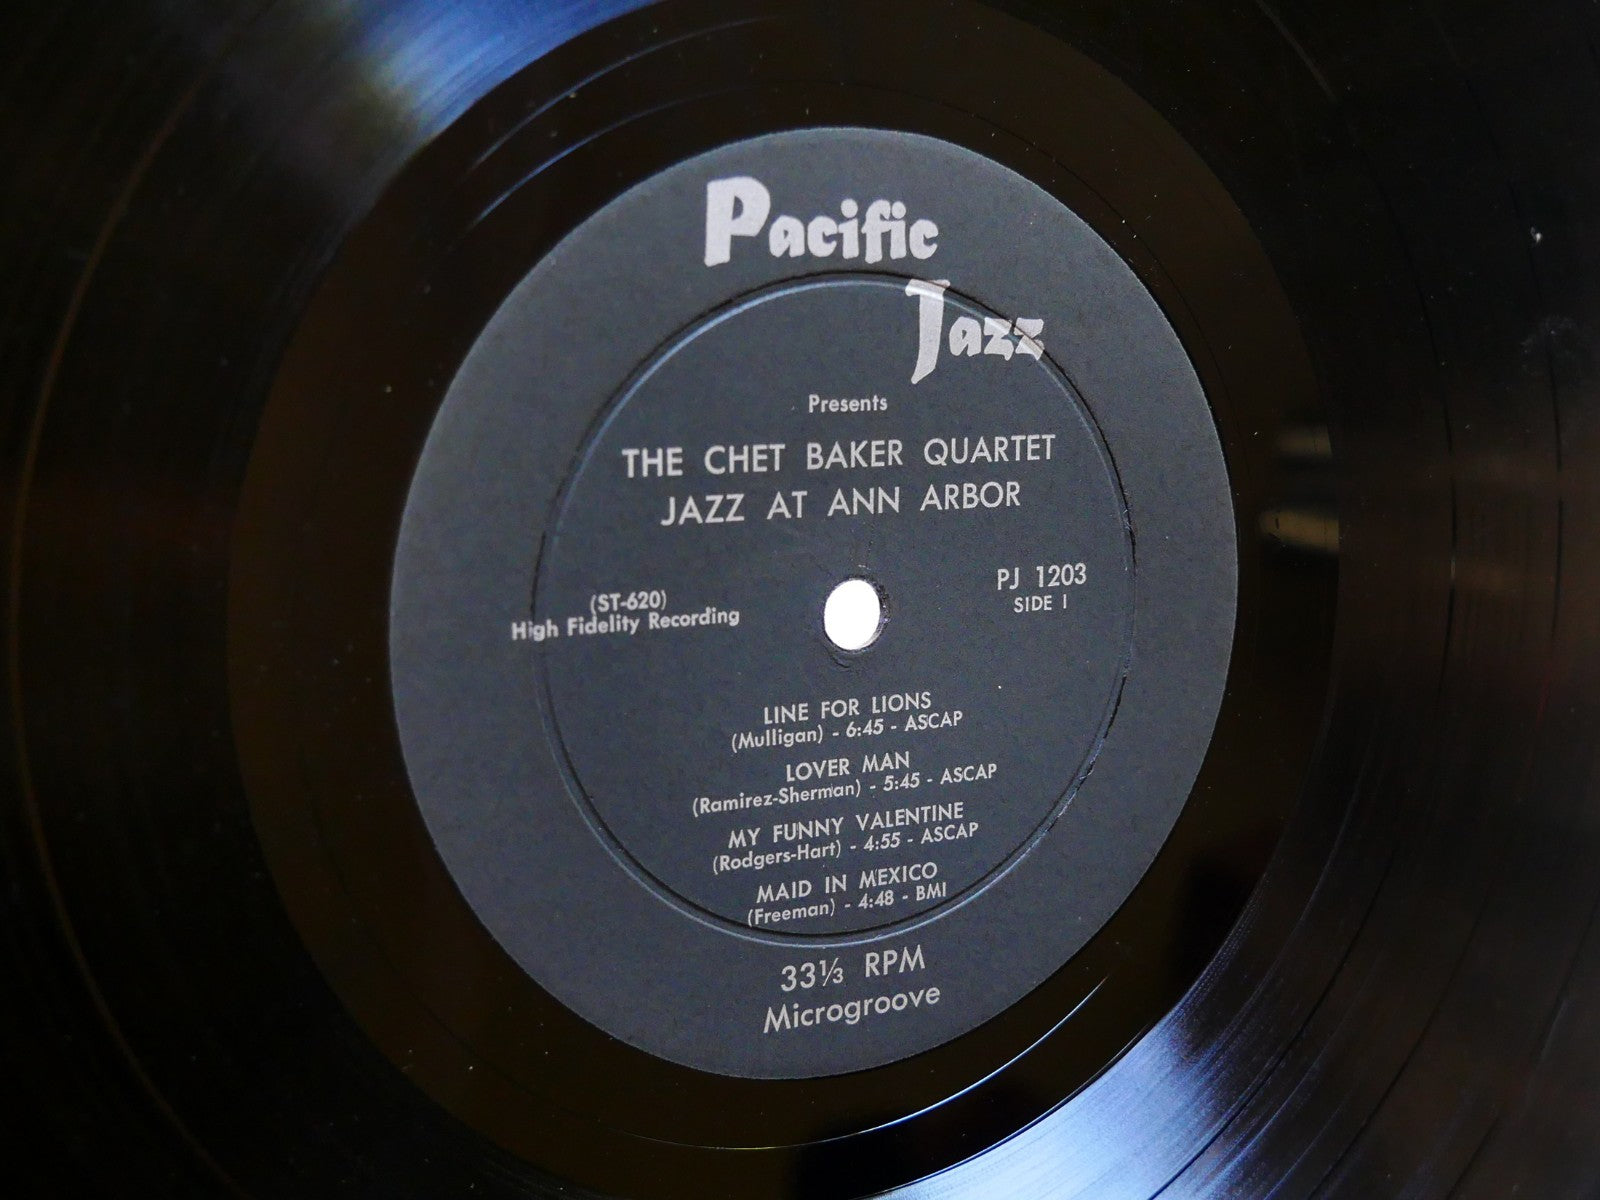 Pacific
Jazz
Presents
THE CHET BAKER QUARTET
JAZZ AT ANN ARBOR
(ST-620)
High Fidelity Recording
PJ 1203
SIDE I
LINE FOR LIONS
(Mulligan) - 6:45 - ASCAP
LOVER MAN
(Ramirez-Sherman) - 5:45 - ASCAP
MY FUNNY VALENTINE
(Rodgers-Hart) - 4:55 - ASCAP
MAID IN MEXICO
(Freeman) - 4:48 - BMI
33⅓ RPM
Microgroove